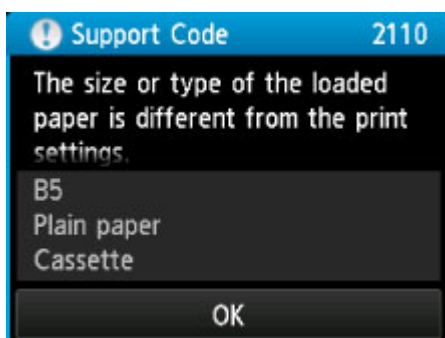 Support Code 2110
The size or type of the loaded
paper is different from the print
settings.
B5
Plain paper
Cassette
OK